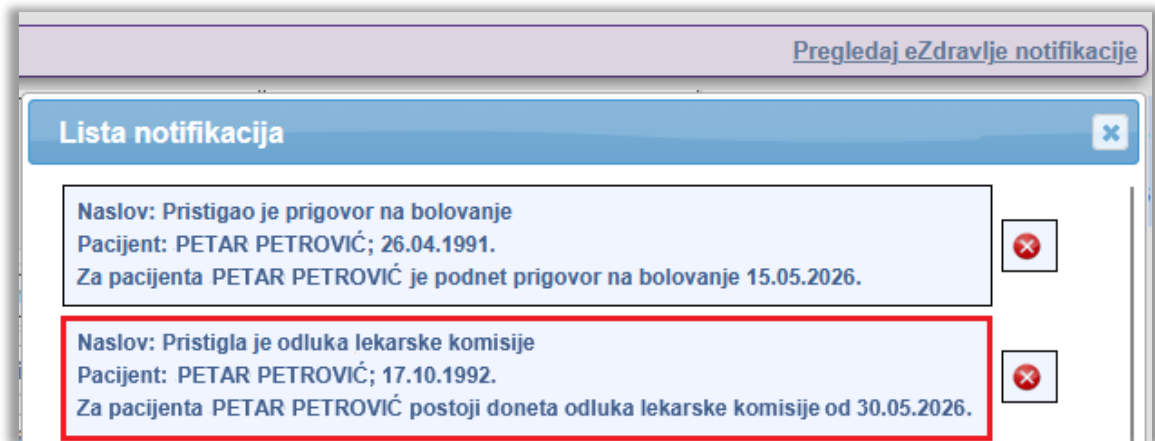 Pregledaj eZdravlje notifikacije
Lista notifikacija
Naslov: Pristigao je prigovor na bolovanje
Pacijent: PETAR PETROVIĆ; 26.04.1991.
Za pacijenta PETAR PETROVIĆ je podnet prigovor na bolovanje 15.05.2026.
Naslov: Pristigla je odluka lekarske komisije
Pacijent: PETAR PETROVIĆ; 17.10.1992.
Za pacijenta PETAR PETROVIĆ postoji doneta odluka lekarske komisije od 30.05.2026.